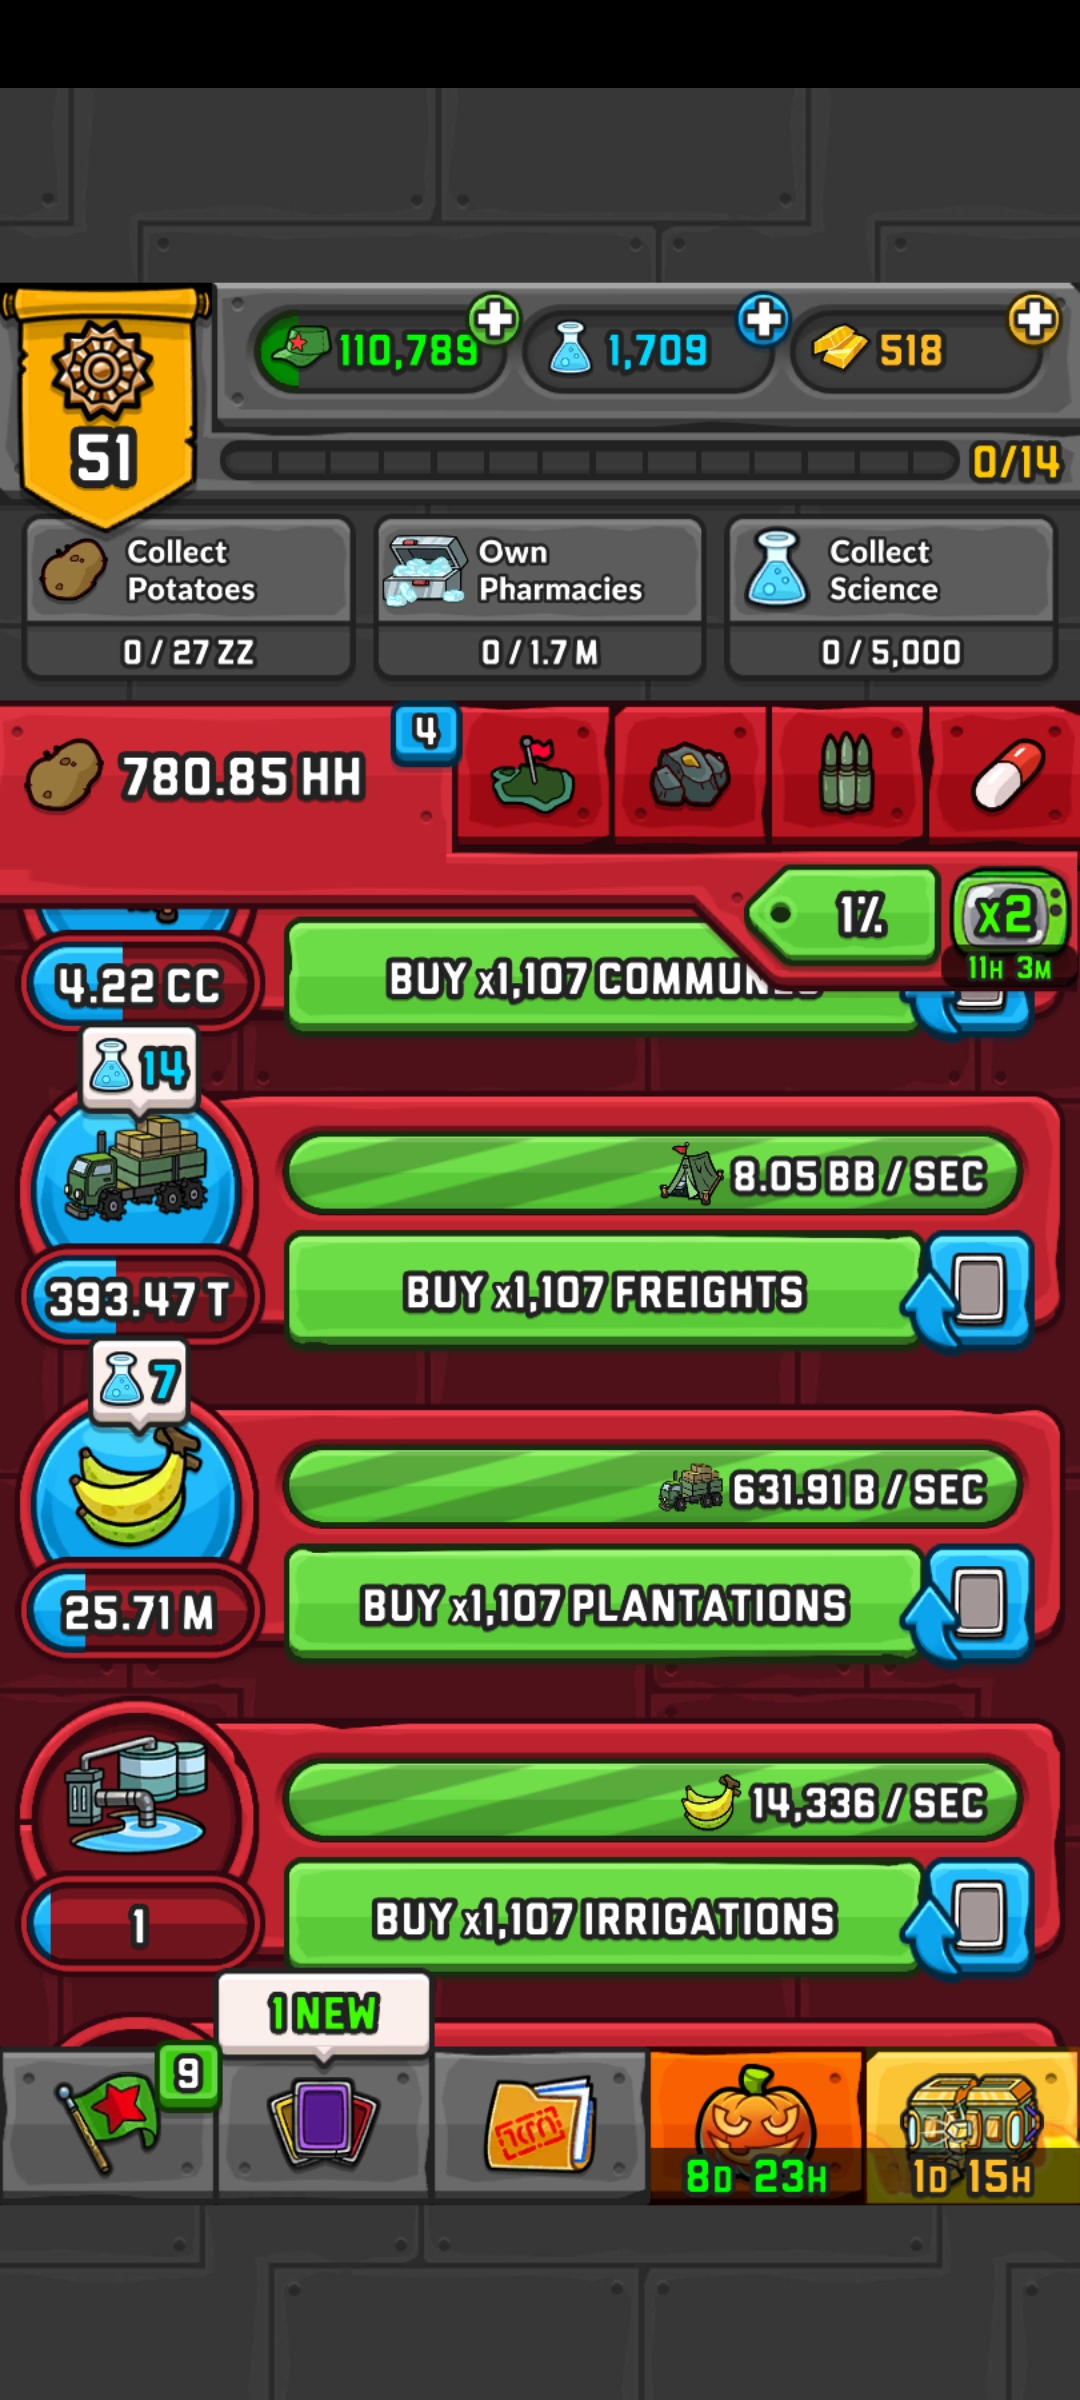 110,789
1,709
518
51
0/14
Collect
Potatoes
0 / 27 ZZ
Own
Pharmacies
0 / 1.7 M
Collect
Science
0 / 5,000
780.85 HH
4
1%
x2
11H 3M
4.22 CC
BUY x1,107
14
8.05 BB / SEC
393.47 T
BUY x1,107 FREIGHTS
7
631.91 B / SEC
25.71 M
BUY x1,107 PLANTATIONS
14,336 / SEC
1
BUY x1,107 IRRIGATIONS
1 NEW
9
8D 23H
1D 15H